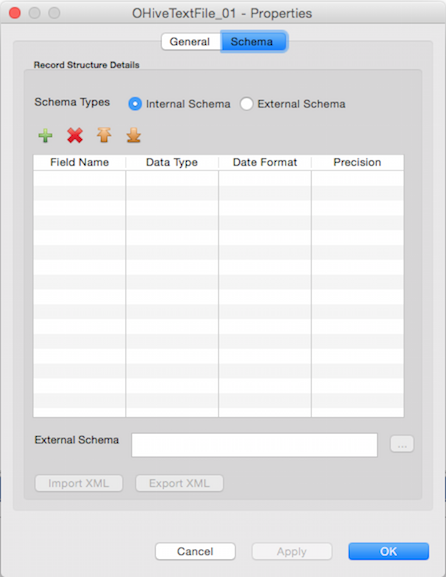 OHiveTextFile_01 - Properties
General Schema
Record Structure Details
Schema Types Internal Schema External Schema
Field Name Data Type Date Format Precision
External Schema ...
Import XML Export XML
Cancel Apply OK